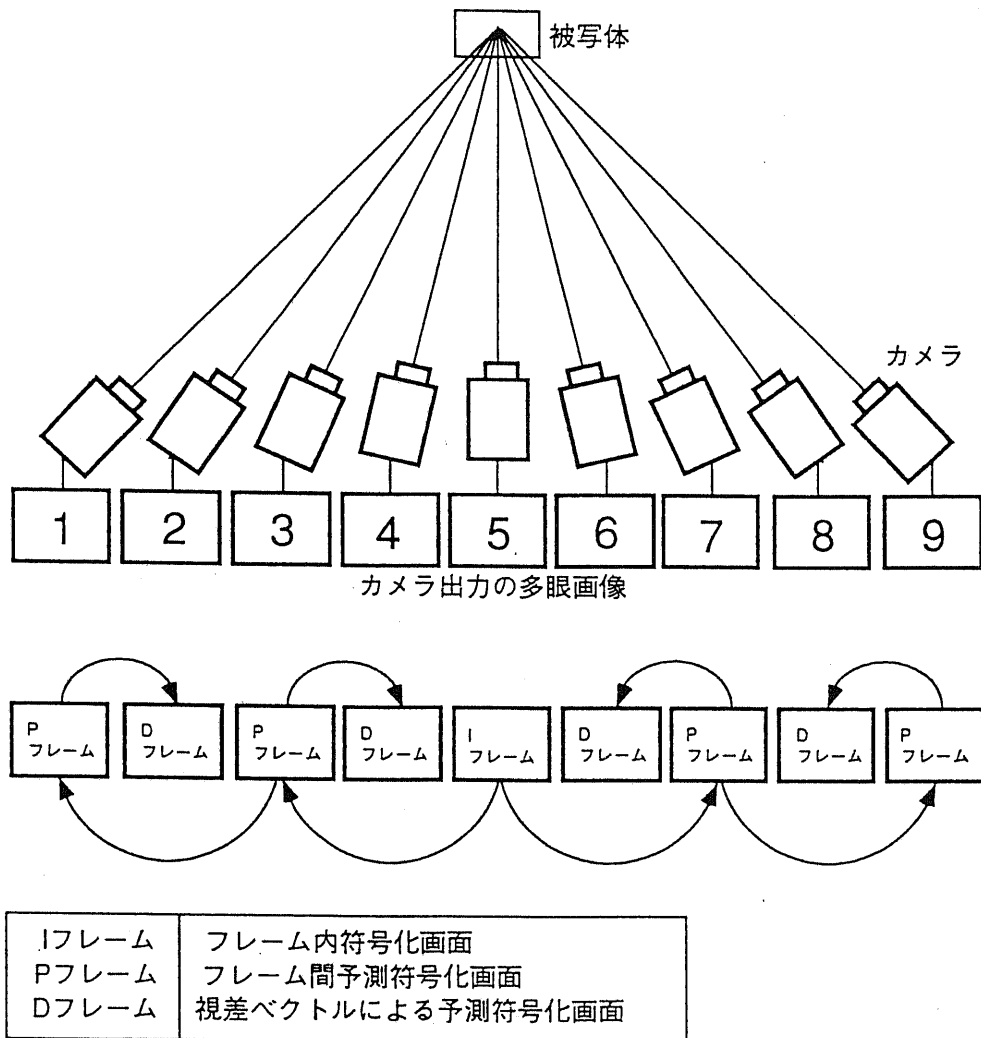 被写体
カメラ
1 2 3 4 5 6 7 8 9
カメラ出力の多眼画像
P フレーム
D フレーム
P フレーム
D フレーム
I フレーム
D フレーム
P フレーム
D フレーム
P フレーム
Iフレーム フレーム内符号化画面
Pフレーム フレーム間予測符号化画面
Dフレーム 視差ベクトルによる予測符号化画面